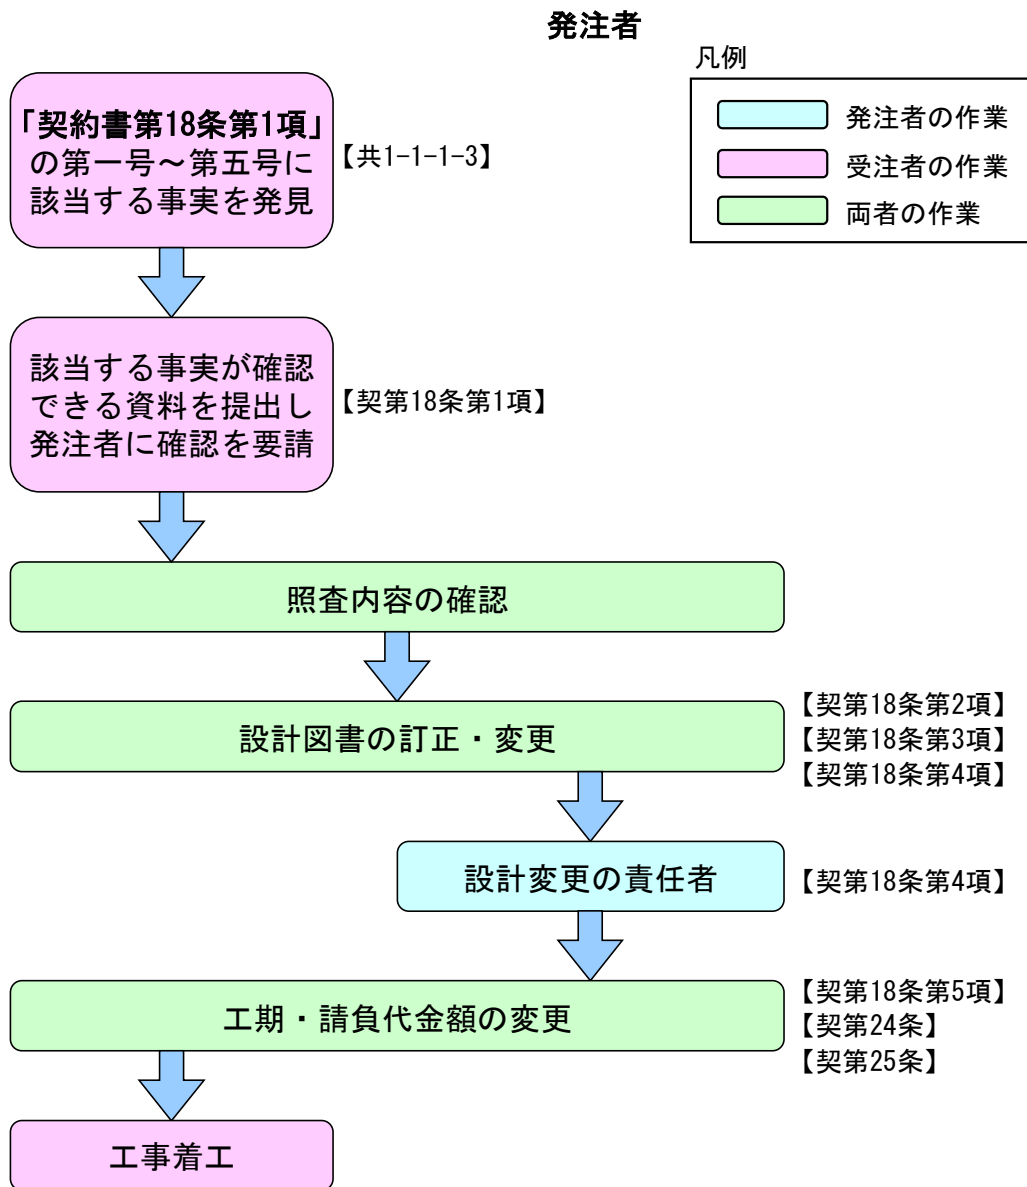 発注者
凡例
発注者の作業
受注者の作業
両者の作業
「契約書第18条第1項」
の第一号～第五号に
該当する事実を発見
【共1-1-1-3】
該当する事実が確認
できる資料を提出し
発注者に確認を要請
【契第18条第1項】
照査内容の確認
設計図書の訂正・変更
【契第18条第2項】
【契第18条第3項】
【契第18条第4項】
設計変更の責任者
【契第18条第4項】
工期・請負代金額の変更
【契第18条第5項】
【契第24条】
【契第25条】
工事着工